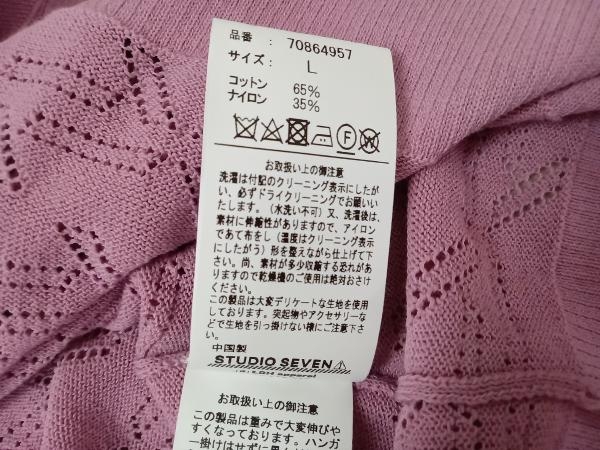 品番 : 70864957
サイズ: L
コットン 65%
ナイロン 35%
F W
お取扱い上の御注意
洗濯は付記のクリーニング表示にしたが
い、必ずドライクリーニングでお願いい
たします。(水洗い不可)又、洗濯後は、
素材に伸縮性がありますので、アイロン
であて布をし(温度はクリーニング表示
にしたがう)形を整えながら仕上げて下
さい。尚、素材が多少収縮する恐れがあ
りますので乾燥機のご使用は絶対おさけ
ください。
この製品は大変デリケートな生地を使用
しております。突起物やアクセサリーな
どで生地を引っ掛けない様にご注意下さ
い。
中国製
STUDIO SEVEN
お取り扱い上の御注意
この製品は重みで大変伸びや
すくなっております。ハンガ